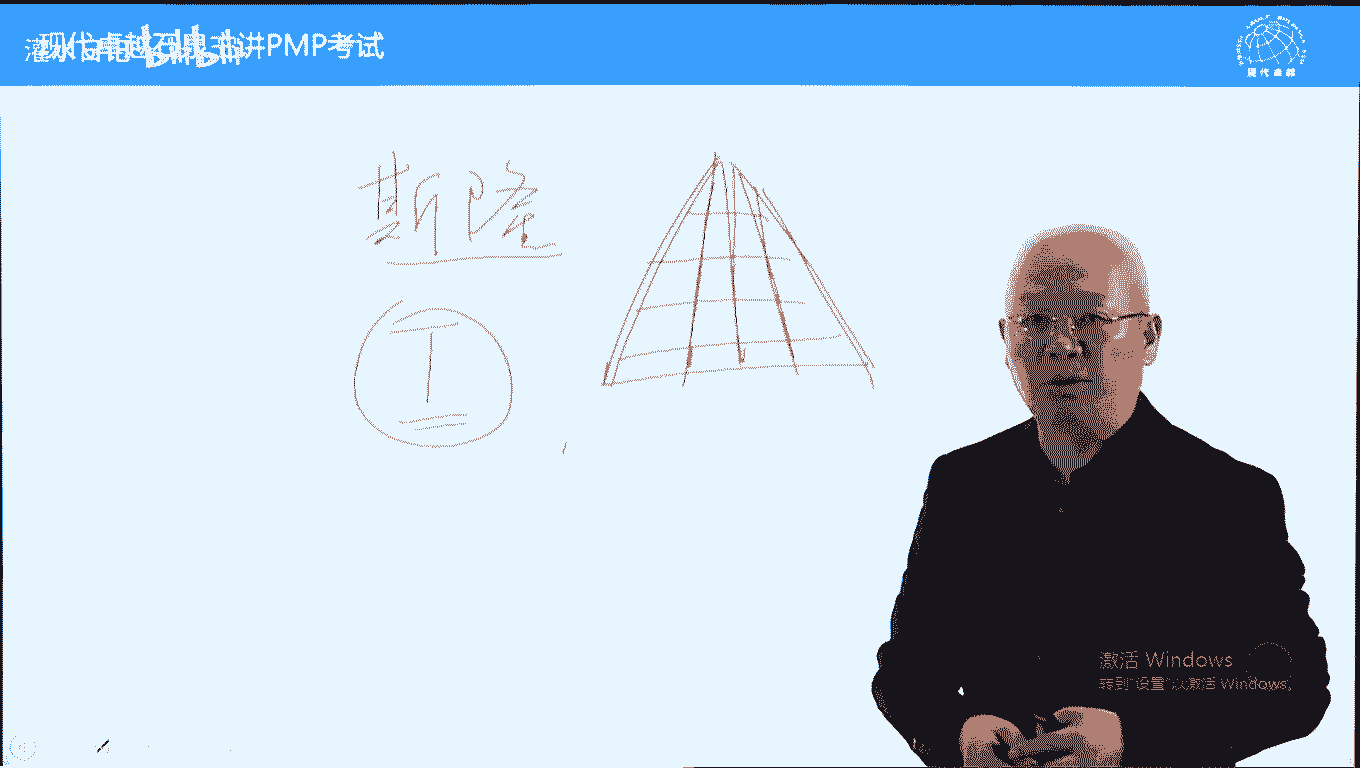 现代卓越石泉主讲PMP考试
bilibili
现代卓越
斯隆
T
激活 Windows
转到"设置"以激活 Windows。